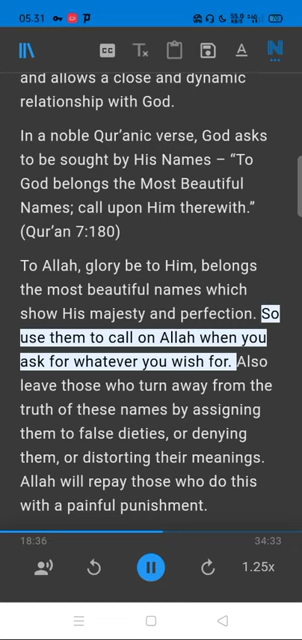 05.31
and allows a close and dynamic
relationship with God.
In a noble Qur’anic verse, God asks
to be sought by His Names – “To
God belongs the Most Beautiful
Names; call upon Him therewith.”
(Qur’an 7:180)
To Allah, glory be to Him, belongs
the most beautiful names which
show His majesty and perfection. So
use them to call on Allah when you
ask for whatever you wish for. Also
leave those who turn away from the
truth of these names by assigning
them to false dieties, or denying
them, or distorting their meanings.
Allah will repay those who do this
with a painful punishment.
18:36 34:33
1.25x